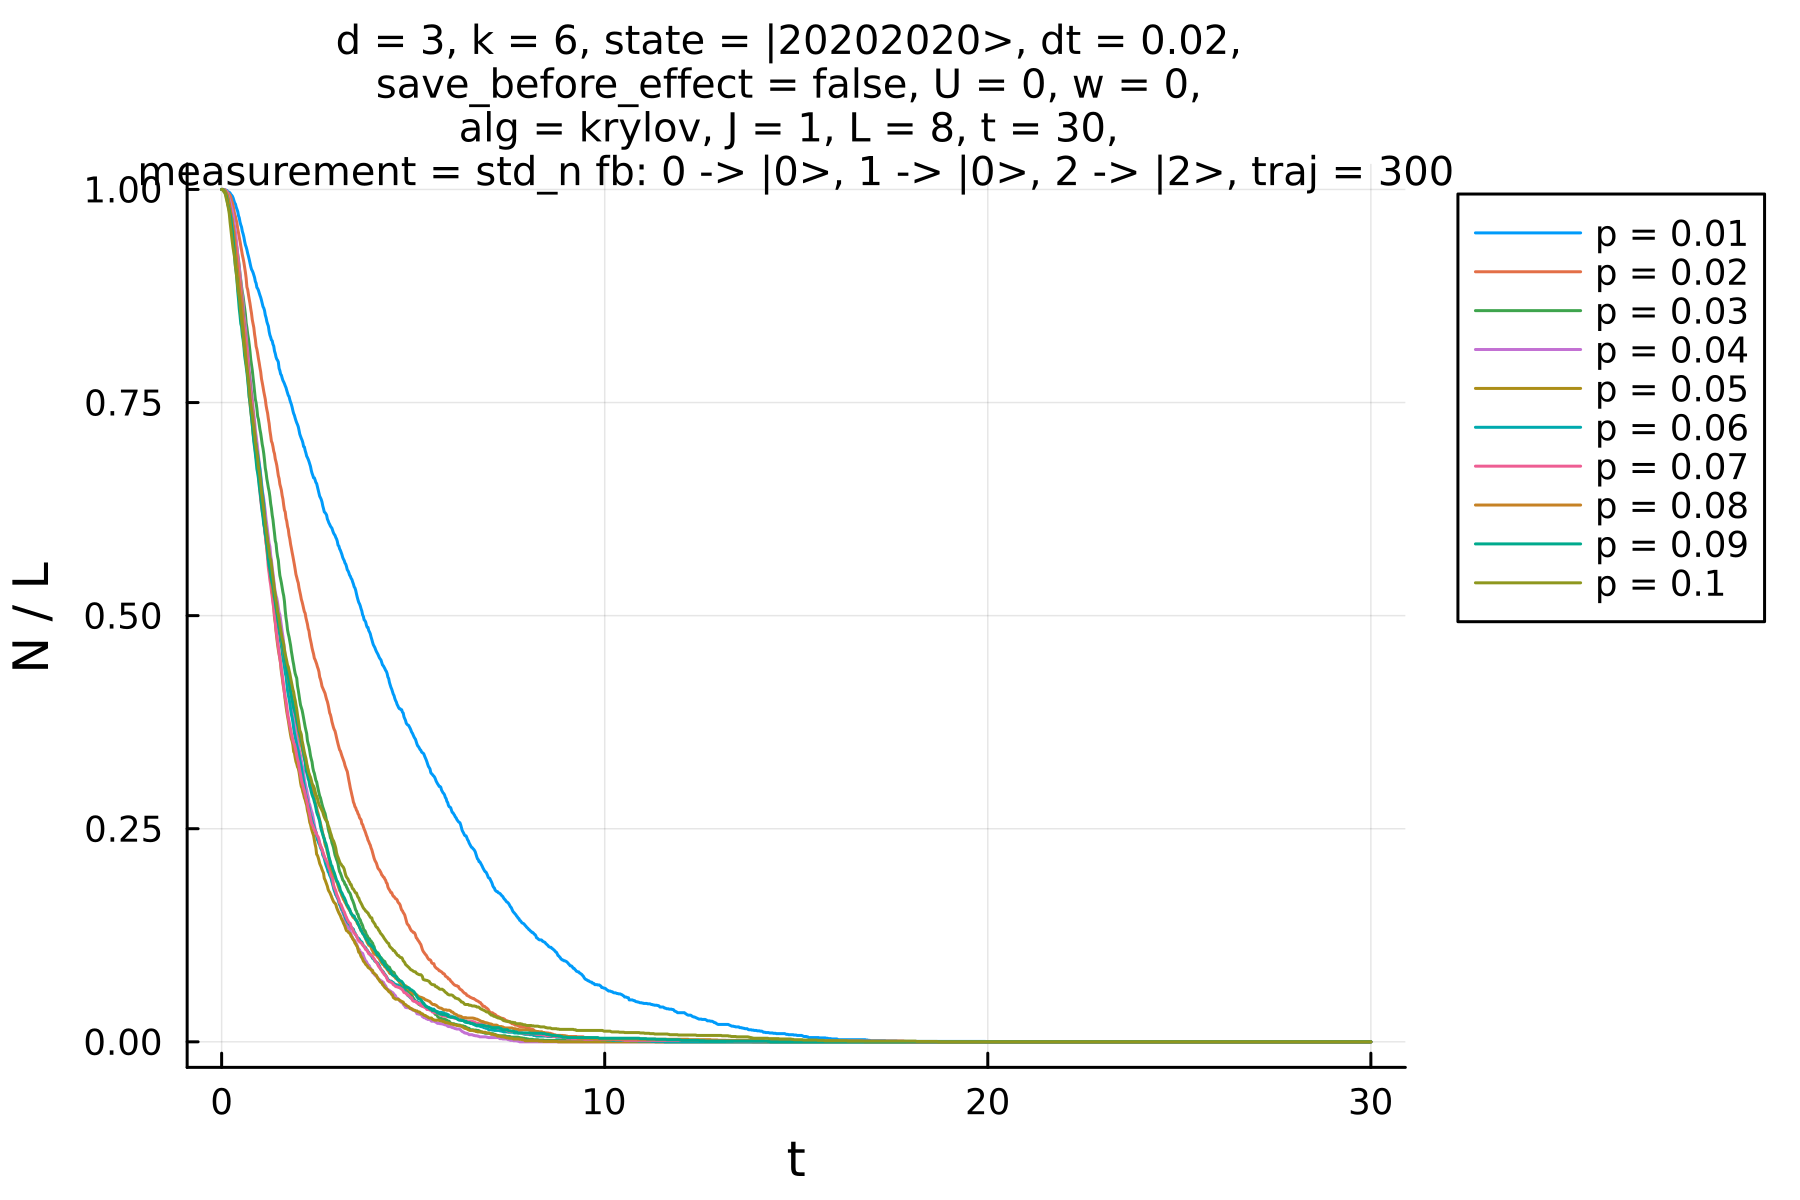 d = 3, k = 6, state = |20202020>, dt = 0.02,
save_before_effect = false, U = 0, w = 0,
alg = krylov, J = 1, L = 8, t = 30,
measurement = std_n fb: 0 -> |0>, 1 -> |0>, 2 -> |2>, traj = 300
1.00
0.75
0.50
0.25
0.00
N / L
0
10
20
30
t
p = 0.01
p = 0.02
p = 0.03
p = 0.04
p = 0.05
p = 0.06
p = 0.07
p = 0.08
p = 0.09
p = 0.1